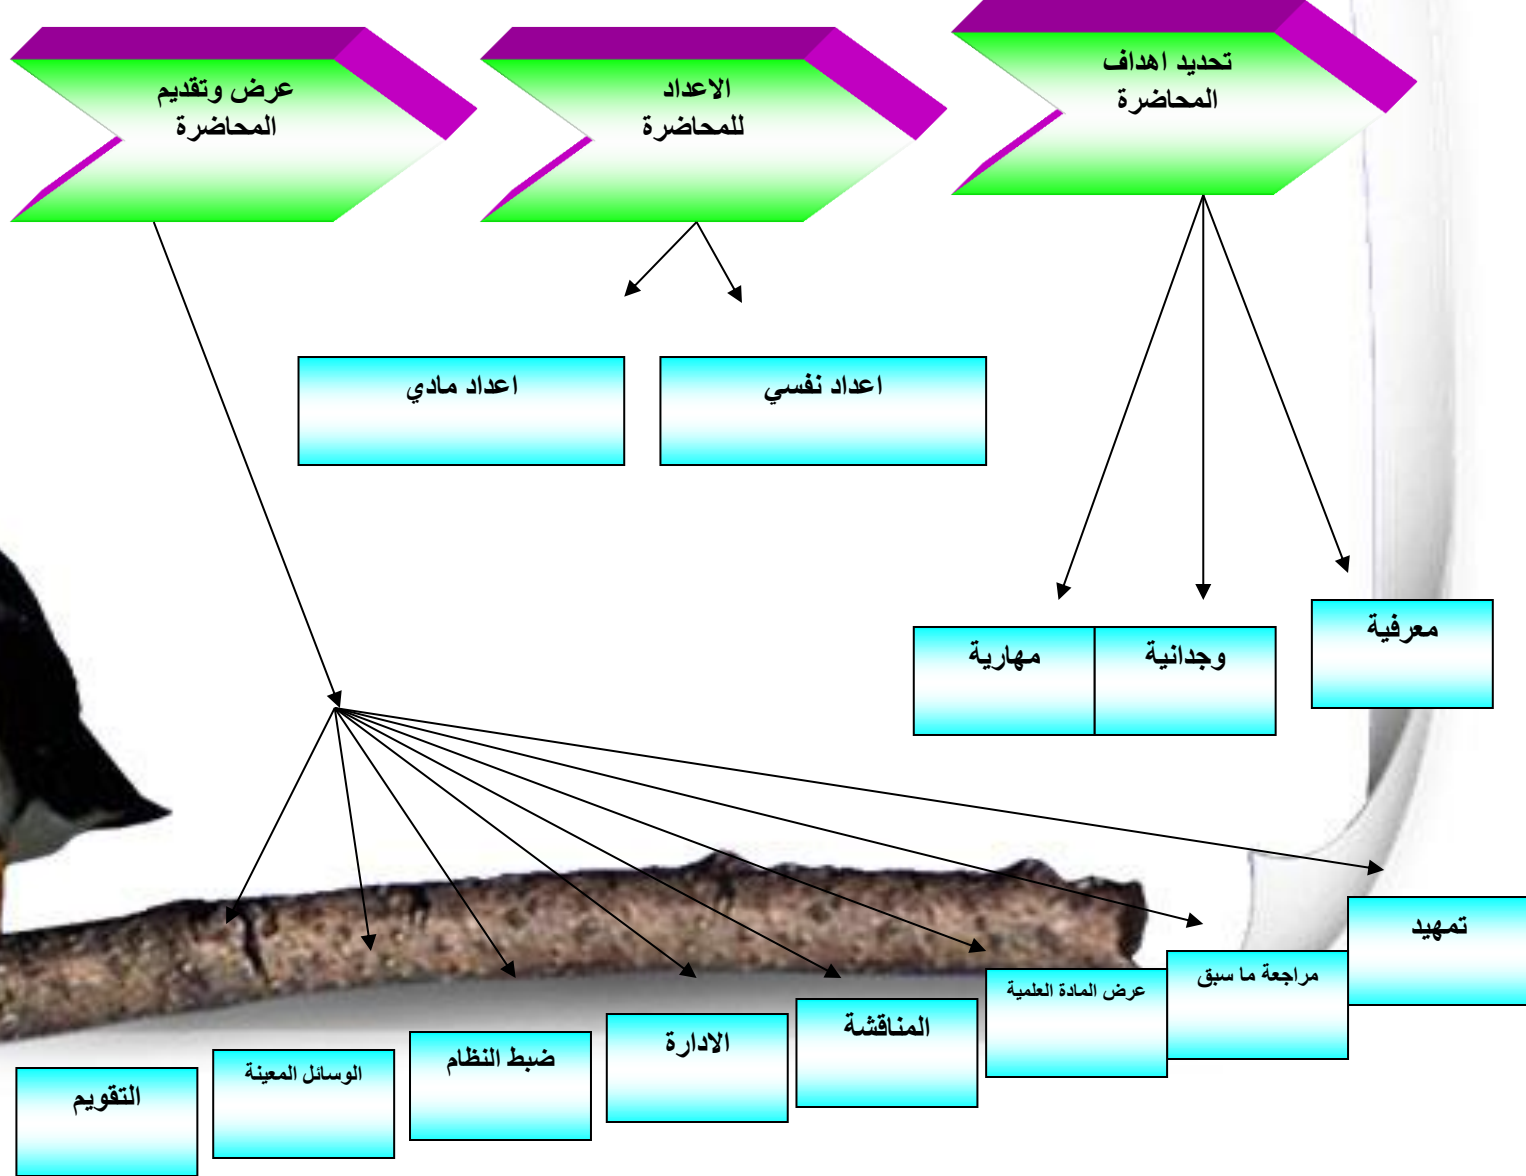 تحديد اهداف
المحاضرة
الاعداد
للمحاضرة
عرض وتقديم
المحاضرة
اعداد نفسي
اعداد مادي
معرفية
وجدانية
مهارية
تمهيد
مراجعة ما سبق
عرض المادة العلمية
المناقشة
الادارة
ضبط النظام
الوسائل المعينة
التقويم